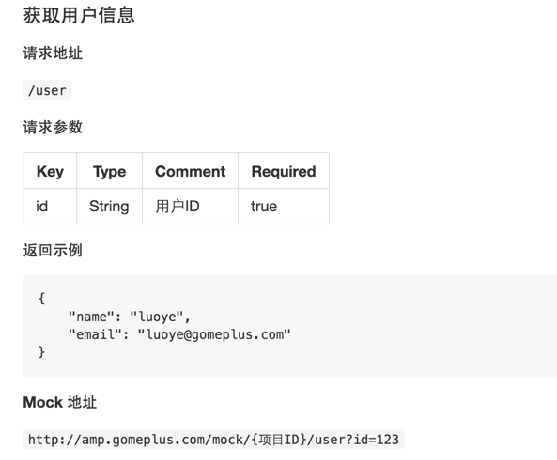 获取用户信息
请求地址
/user
请求参数
Key Type Comment Required
id String 用户ID true
返回示例
{
"name": "luoye",
"email": "luoye@gomeplus.com"
}
Mock 地址
http://amp.gomeplus.com/mock/{项目ID}/user?id=123